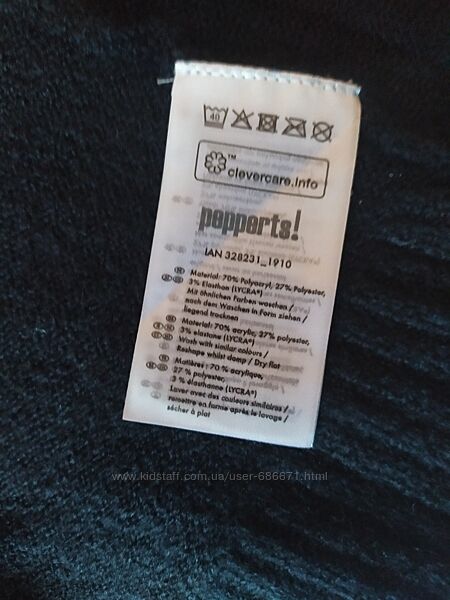 40
™
clevercare.info
pepperts!
IAN 328231_1910
Material: 70% Polyacryl, 27% Polyester,
3% Elasthan (LYCRA®)
Mit ähnlichen Farben waschen /
nach dem Waschen in Form ziehen /
liegend trocknen
Material: 70% acrylic, 27% polyester,
3% elastane (LYCRA®)
Wash with similar colours /
Reshape whilst damp / Dry flat
Matières: 70 % acrylique,
27 % polyester,
3 % élasthanne (LYCRA®)
Laver avec des couleurs similaires /
remettre en forme après le lavage /
sécher à plat
www.kidstaff.com.ua/user-686671.html